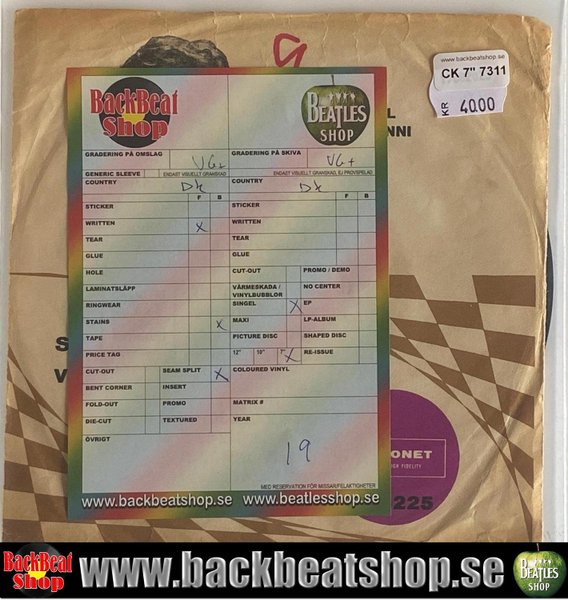 G
www.backbeatshop.se
CK 7" 7311
KR 4000
L
NNI
BackBeat Shop
BEATLES SHOP
GRADERING PÅ OMSLAG VG+ GRADERING PÅ SKIVA VG+
GENERIC SLEEVE ENDAST VISUELLT GRANSKAD ENDAST VISUELLT GRANSKAD, EJ PROVSPELAD
COUNTRY Dk COUNTRY Dk
F B F B
STICKER STICKER
WRITTEN X WRITTEN
TEAR TEAR
GLUE GLUE
HOLE CUT-OUT PROMO / DEMO
LAMINATSLÄPP VÄRMESKADA / VINYLBUBBLOR NO CENTER
RINGWEAR SINGEL X EP
STAINS X MAXI LP-ALBUM
TAPE PICTURE DISC SHAPED DISC
PRICE TAG 12" 10" 7" X RE-ISSUE
CUT-OUT SEAM SPLIT X COLOURED VINYL
BENT CORNER INSERT
FOLD-OUT PROMO MATRIX #
DIE-CUT TEXTURED YEAR
ÖVRIGT
19
MED RESERVATION FÖR MISSAR/FELAKTIGHETER
www.backbeatshop.se www.beatlesshop.se
S
V
ONET
IGH FIDELITY
225
BackBeat Shop www.backbeatshop.se BEATLES SHOP